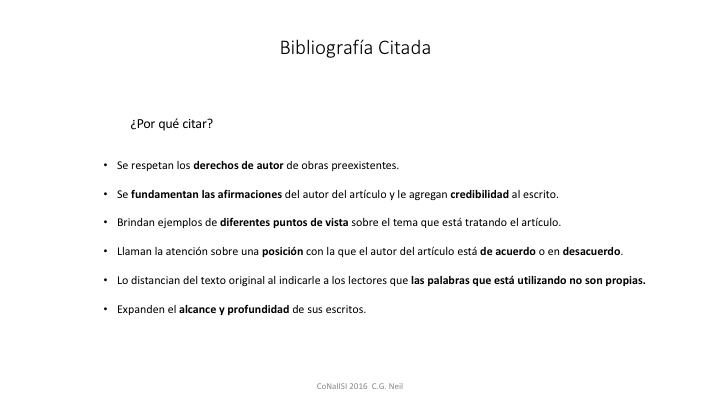 Bibliografía Citada
¿Por qué citar?
• Se respetan los derechos de autor de obras preexistentes.
• Se fundamentan las afirmaciones del autor del artículo y le agregan credibilidad al escrito.
• Brindan ejemplos de diferentes puntos de vista sobre el tema que está tratando el artículo.
• Llaman la atención sobre una posición con la que el autor del artículo está de acuerdo o en desacuerdo.
• Lo distancian del texto original al indicarle a los lectores que las palabras que está utilizando no son propias.
• Expanden el alcance y profundidad de sus escritos.
CoNaIISI 2016 C.G. Neil